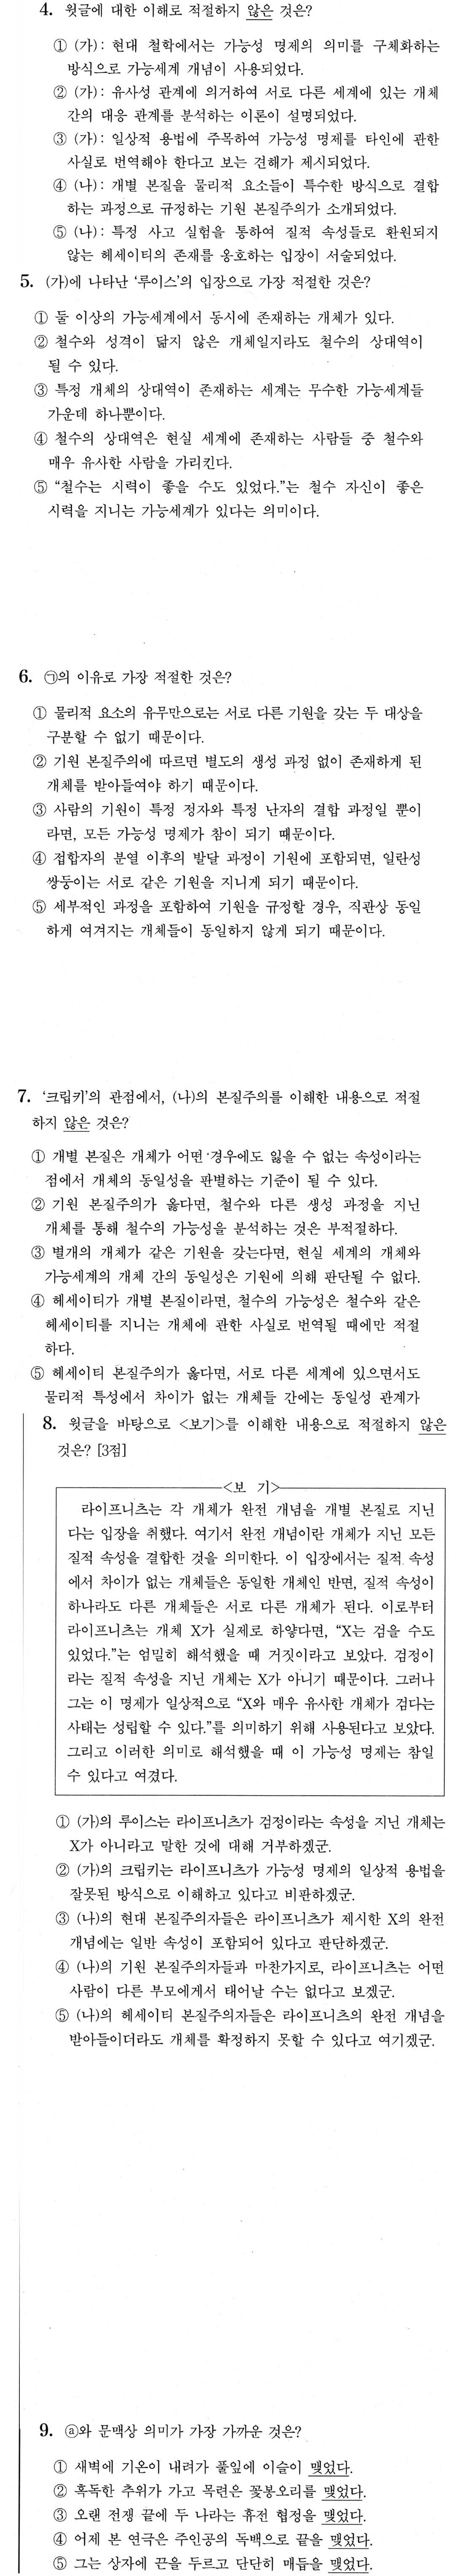 4. 윗글에 대한 이해로 적절하지 않은 것은?
① (가): 현대 철학에서는 가능성 명제의 의미를 구체화하는
방식으로 가능세계 개념이 사용되었다.
② (가): 유사성 관계에 의거하여 서로 다른 세계에 있는 개체
간의 대응 관계를 분석하는 이론이 설명되었다.
③ (가): 일상적 용법에 주목하여 가능성 명제를 타인에 관한
사실로 번역해야 한다고 보는 견해가 제시되었다.
④ (나): 개별 본질을 물리적 요소들이 특수한 방식으로 결합
하는 과정으로 규정하는 기원 본질주의가 소개되었다.
⑤ (나): 특정 사고 실험을 통하여 질적 속성들로 환원되지
않는 헤세이티의 존재를 옹호하는 입장이 서술되었다.
5. (가)에 나타난 ‘루이스’의 입장으로 가장 적절한 것은?
① 둘 이상의 가능세계에서 동시에 존재하는 개체가 있다.
② 철수와 성격이 닮지 않은 개체일지라도 철수의 상대역이
될 수 있다.
③ 특정 개체의 상대역이 존재하는 세계는 무수한 가능세계들
가운데 하나뿐이다.
④ 철수의 상대역은 현실 세계에 존재하는 사람들 중 철수와
매우 유사한 사람을 가리킨다.
⑤ “철수는 시력이 좋을 수도 있었다.”는 철수 자신이 좋은
시력을 지니는 가능세계가 있다는 의미이다.
6. ㉠의 이유로 가장 적절한 것은?
① 물리적 요소의 유무만으로는 서로 다른 기원을 갖는 두 대상을
구분할 수 없기 때문이다.
② 기원 본질주의에 따르면 별도의 생성 과정 없이 존재하게 된
개체를 받아들여야 하기 때문이다.
③ 사람의 기원이 특정 정자와 특정 난자의 결합 과정일 뿐이
라면, 모든 가능성 명제가 참이 되기 때문이다.
④ 접합자의 분열 이후의 발달 과정이 기원에 포함되면, 일란성
쌍둥이는 서로 같은 기원을 지니게 되기 때문이다.
⑤ 세부적인 과정을 포함하여 기원을 규정할 경우, 직관상 동일
하게 여겨지는 개체들이 동일하지 않게 되기 때문이다.
7. ‘크립키’의 관점에서, (나)의 본질주의를 이해한 내용으로 적절
하지 않은 것은?
① 개별 본질은 개체가 어떤 경우에도 잃을 수 없는 속성이라는
점에서 개체의 동일성을 판별하는 기준이 될 수 있다.
② 기원 본질주의가 옳다면, 철수와 다른 생성 과정을 지닌
개체를 통해 철수의 가능성을 분석하는 것은 부적절하다.
③ 별개의 개체가 같은 기원을 갖는다면, 현실 세계의 개체와
가능세계의 개체 간의 동일성은 기원에 의해 판단될 수 없다.
④ 헤세이티가 개별 본질이라면, 철수의 가능성은 철수와 같은
헤세이티를 지니는 개체에 관한 사실로 번역될 때에만 적절
하다.
⑤ 헤세이티 본질주의가 옳다면, 서로 다른 세계에 있으면서도
물리적 특성에서 차이가 없는 개체들 간에는 동일성 관계가
8. 윗글을 바탕으로 <보기>를 이해한 내용으로 적절하지 않은
것은? [3점]
<보 기>
라이프니츠는 각 개체가 완전 개념을 개별 본질로 지닌
다는 입장을 취했다. 여기서 완전 개념이란 개체가 지닌 모든
질적 속성을 결합한 것을 의미한다. 이 입장에서는 질적 속성
에서 차이가 없는 개체들은 동일한 개체인 반면, 질적 속성이
하나라도 다른 개체들은 서로 다른 개체가 된다. 이로부터
라이프니츠는 개체 X가 실제로 하얗다면, “X는 검을 수도
있었다.”는 엄밀히 해석했을 때 거짓이라고 보았다. 검정이
라는 질적 속성을 지닌 개체는 X가 아니기 때문이다. 그러나
그는 이 명제가 일상적으로 “X와 매우 유사한 개체가 검다는
사태는 성립할 수 있다.”를 의미하기 위해 사용된다고 보았다.
그리고 이러한 의미로 해석했을 때 이 가능성 명제는 참일
수 있다고 여겼다.
① (가)의 루이스는 라이프니츠가 검정이라는 속성을 지닌 개체는
X가 아니라고 말한 것에 대해 거부하겠군.
② (가)의 크립키는 라이프니츠가 가능성 명제의 일상적 용법을
잘못된 방식으로 이해하고 있다고 비판하겠군.
③ (나)의 현대 본질주의자들은 라이프니츠가 제시한 X의 완전
개념에는 일반 속성이 포함되어 있다고 판단하겠군.
④ (나)의 기원 본질주의자들과 마찬가지로, 라이프니츠는 어떤
사람이 다른 부모에게서 태어날 수는 없다고 보겠군.
⑤ (나)의 헤세이티 본질주의자들은 라이프니츠의 완전 개념을
받아들이더라도 개체를 확정하지 못할 수 있다고 여기겠군.
9. ⓐ와 문맥상 의미가 가장 가까운 것은?
① 새벽에 기온이 내려가 풀잎에 이슬이 맺었다.
② 혹독한 추위가 가고 목련은 꽃봉오리를 맺었다.
③ 오랜 전쟁 끝에 두 나라는 휴전 협정을 맺었다.
④ 어제 본 연극은 주인공의 독백으로 끝을 맺었다.
⑤ 그는 상자에 끈을 두르고 단단히 매듭을 맺었다.